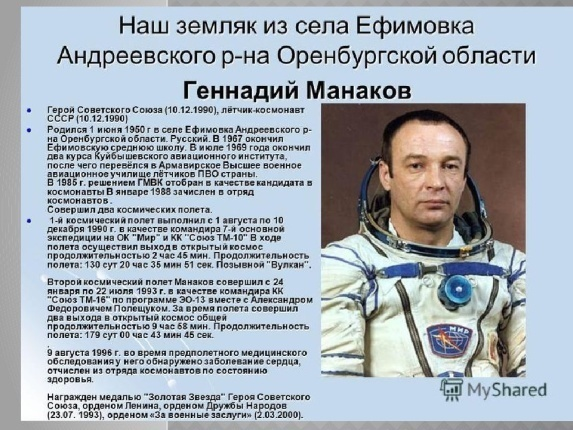 Наш земляк из села Ефимовка
Андреевского р-на Оренбургской области
Геннадий Манаков
Герой Советского Союза (10.12.1990), лётчик-космонавт
СССР (10.12.1990)
Родился 1 июня 1950 г в селе Ефимовка Андреевского р-
на Оренбургской области. Русский. В 1967 окончил
Ефимовскую среднюю школу. В июле 1969 года окончил
два курса Куйбышевского авиационного института,
после чего перевёлся в Армавирское Высшее военное
авиационное училище лётчиков ПВО страны.
В 1985 г. решением ГМВК отобран в качестве кандидата в
космонавты В январе 1988 зачислен в отряд
космонавтов .
Совершил два космических полета.
1-й космический полет выполнил с 1 августа по 10
декабря 1990 г. в качестве командира 7-й основной
экспедиции на ОК "Мир" и КК "Союз ТМ-10" В ходе
полета осуществил выход в открытый космос
продолжительностью 2 час 45 мин. Продолжительность
полета: 130 сут 20 час 35 мин 51 сек. Позывной "Вулкан".
Второй космический полет Манаков совершил с 24
января по 22 июля 1993 г. в качестве командира КК
"Союз ТМ-16" по программе ЭО-13 вместе с Александром
Федоровичем Полещуком. За время полета совершил
два выхода в открытый космос общей
продолжительностью 9 час 58 мин. Продолжительность
полета: 179 сут 00 час 43 мин 45 сек.
.
9 августа 1996 г. во время предполетного медицинского
обследования у него обнаружено заболевание сердца,
отчислен из отряда космонавтов по состоянию
здоровья.
Награжден медалью "Золотая Звезда" Героя Советского
Союза, орденом Ленина, орденом Дружбы Народов
(23.07. 1993), орденом «За военные заслуги» (2.03.2000).
МИР
MyShared